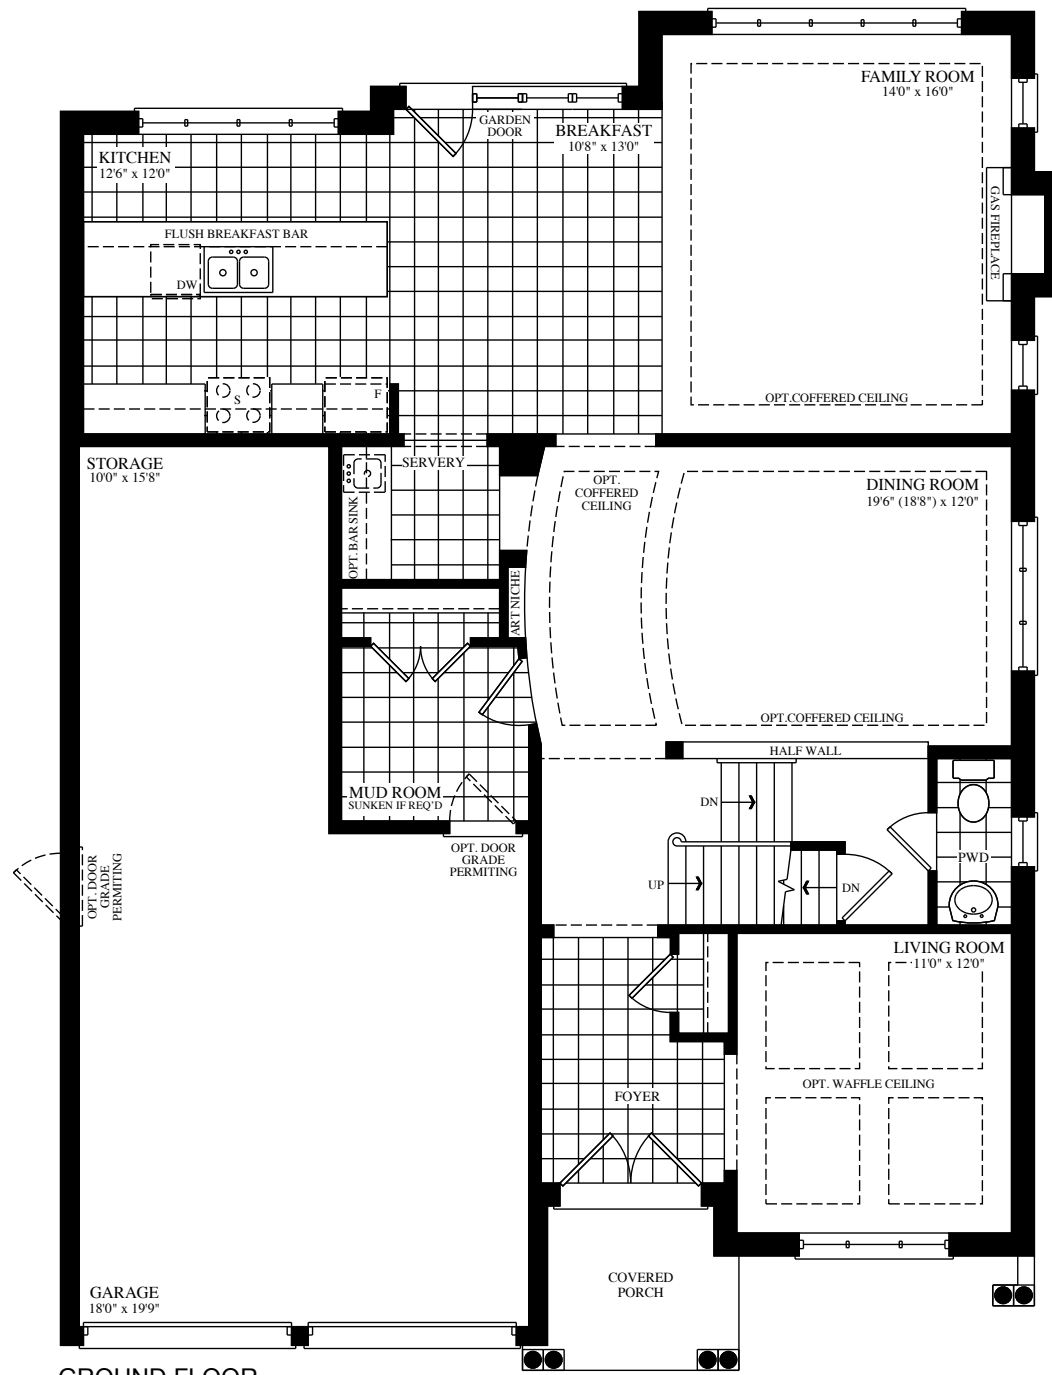 FAMILY ROOM
14'0" x 16'0"
GARDEN
DOOR
BREAKFAST
10'8" x 13'0"
KITCHEN
12'6" x 12'0"
GAS FIREPLACE
FLUSH BREAKFAST BAR
DW
S
F
OPT.COFFERED CEILING
STORAGE
10'0" x 15'8"
SERVERY
OPT. BAR SINK
OPT.
COFFERED
CEILING
DINING ROOM
19'6" (18'8") x 12'0"
ART NICHE
OPT.COFFERED CEILING
HALF WALL
MUD ROOM
SUNKEN IF REQ'D
DN
OPT. DOOR
GRADE
PERMITING
OPT. DOOR
GRADE
PERMITING
UP
DN
PWD
LIVING ROOM
11'0" x 12'0"
OPT. WAFFLE CEILING
FOYER
COVERED
PORCH
GARAGE
18'0" x 19'9"
GROUND FLOOR